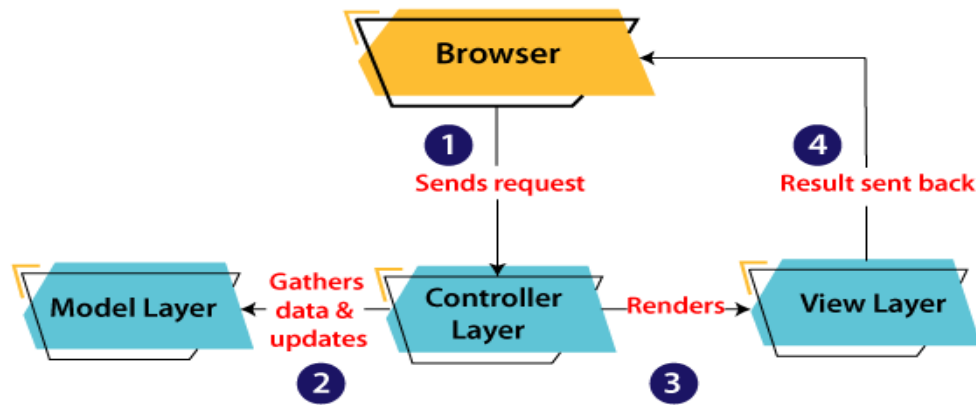 Browser
1
4
Sends request
Result sent back
Model Layer
Gathers
data &
updates
Controller
Layer
Renders
View Layer
2
3